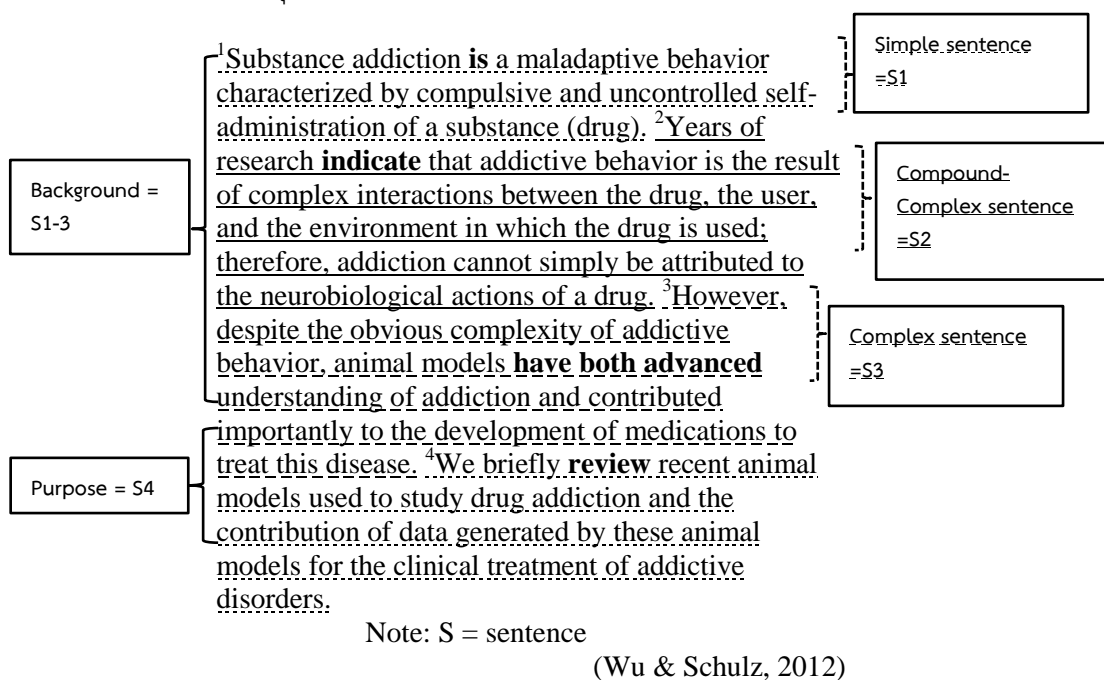 ¹Substance addiction is a maladaptive behavior
characterized by compulsive and uncontrolled self-
administration of a substance (drug). ²Years of
research indicate that addictive behavior is the result
of complex interactions between the drug, the user,
and the environment in which the drug is used;
therefore, addiction cannot simply be attributed to
the neurobiological actions of a drug. ³However,
despite the obvious complexity of addictive
behavior, animal models have both advanced
understanding of addiction and contributed
importantly to the development of medications to
treat this disease. ⁴We briefly review recent animal
models used to study drug addiction and the
contribution of data generated by these animal
models for the clinical treatment of addictive
disorders.
Note: S = sentence
(Wu & Schulz, 2012)
Background =
S1-3
Purpose = S4
Simple sentence
=S1
Compound-
Complex sentence
=S2
Complex sentence
=S3